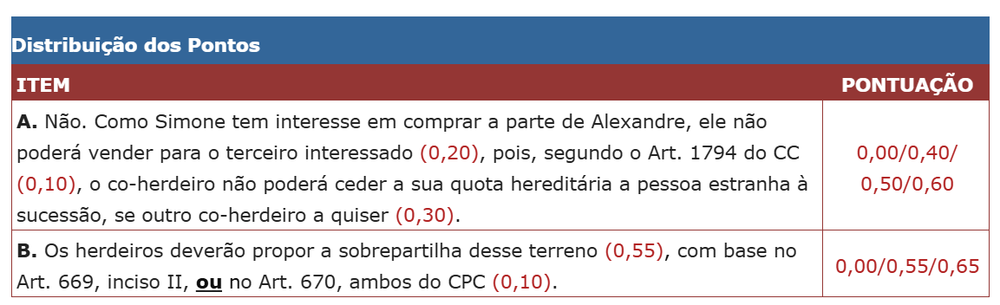 Distribuição dos Pontos
ITEM PONTUAÇÃO
A. Não. Como Simone tem interesse em comprar a parte de Alexandre, ele não
poderá vender para o terceiro interessado (0,20), pois, segundo o Art. 1794 do CC
(0,10), o co-herdeiro não poderá ceder a sua quota hereditária a pessoa estranha à
sucessão, se outro co-herdeiro a quiser (0,30).
0,00/0,40/
0,50/0,60
B. Os herdeiros deverão propor a sobrepartilha desse terreno (0,55), com base no
Art. 669, inciso II, ou no Art. 670, ambos do CPC (0,10).
0,00/0,55/0,65